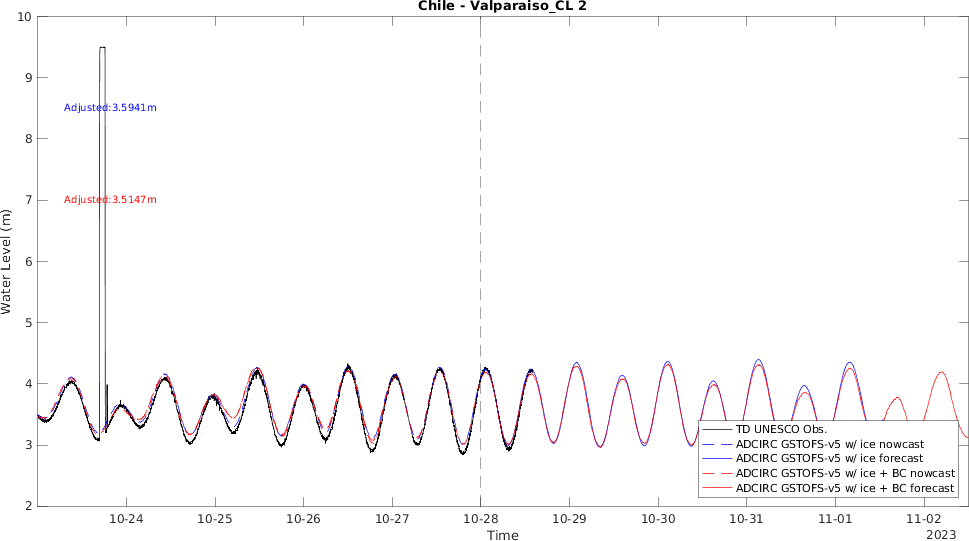 Chile - Valparaiso_CL 2
10
9
8
7
6
5
4
3
2
Water Level (m)
Adjusted:3.5941m
Adjusted:3.5147m
TD UNESCO Obs.
ADCIRC GSTOFS-v5 w/ ice nowcast
ADCIRC GSTOFS-v5 w/ ice forecast
ADCIRC GSTOFS-v5 w/ ice + BC nowcast
ADCIRC GSTOFS-v5 w/ ice + BC forecast
10-24 10-25 10-26 10-27 10-28 10-29 10-30 10-31 11-01 11-02
Time
2023